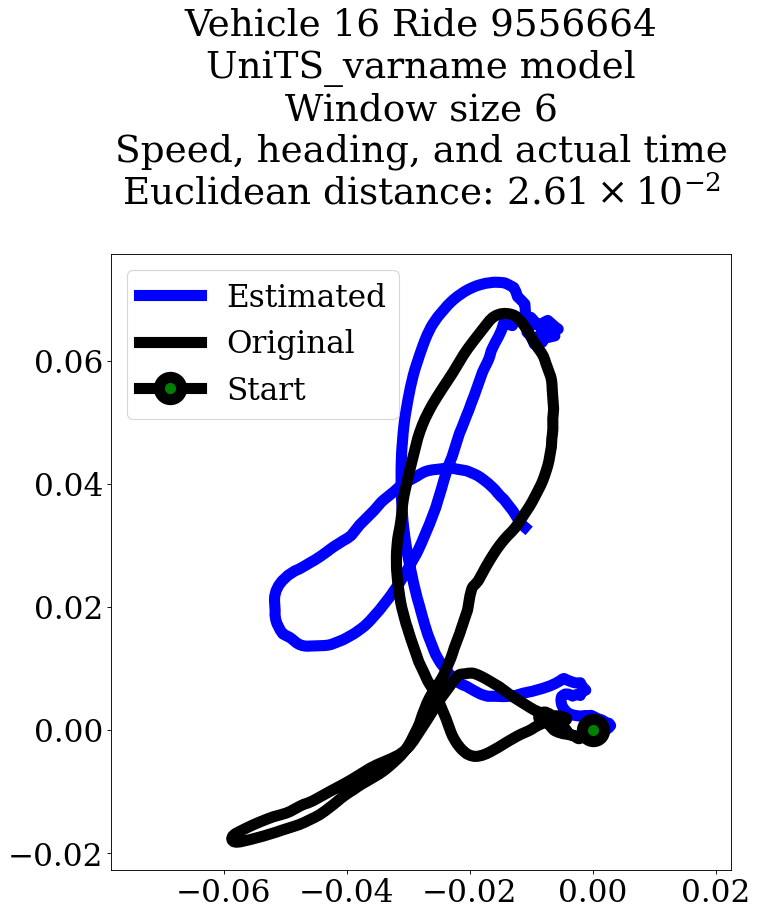 Vehicle 16 Ride 9556664
UniTS_varname model
Window size 6
Speed, heading, and actual time
Euclidean distance: 2.61 × 10⁻²
Estimated
Original
Start
0.06
0.04
0.02
0.00
−0.02
−0.06 −0.04 −0.02 0.00 0.02